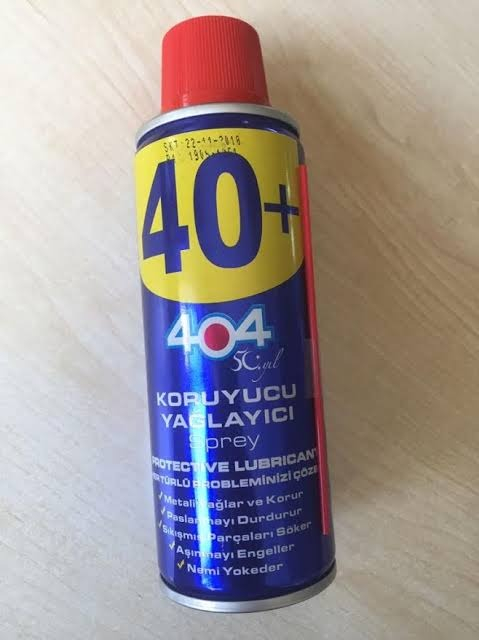 SKT 22-11-2018
40+
404
50.yıl
KORUYUCU
YAĞLAYICI
Sprey
PROTECTIVE LUBRICANT
TÜRLÜ PROBLEMİNİZİ
✓ Metali Yağlar ve Korur
✓ Paslanmayı Durdurur
✓ Sıkışmış Parçaları Söker
✓ Aşınmayı Engeller
✓ Nemi Yokeder